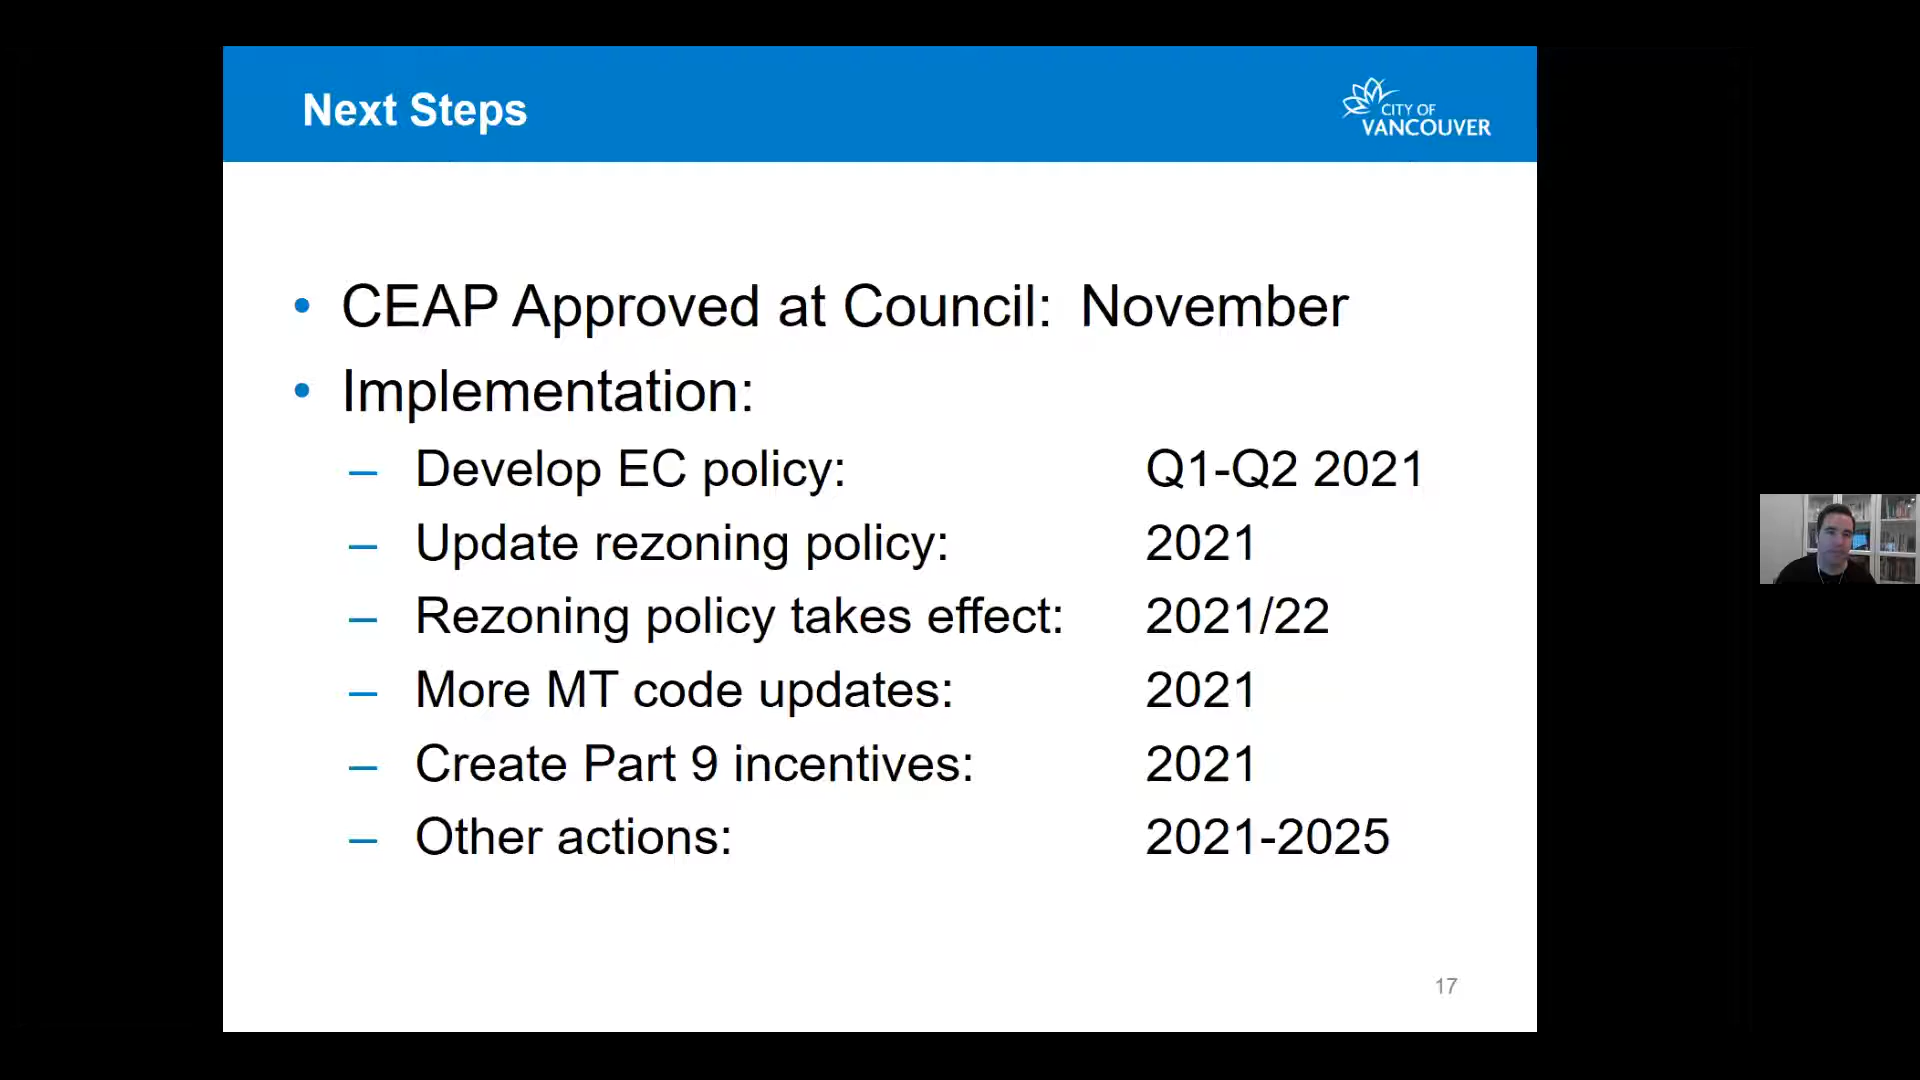 Next Steps
CITY OF
VANCOUVER
• CEAP Approved at Council: November
• Implementation:
– Develop EC policy: Q1-Q2 2021
– Update rezoning policy: 2021
– Rezoning policy takes effect: 2021/22
– More MT code updates: 2021
– Create Part 9 incentives: 2021
– Other actions: 2021-2025
17